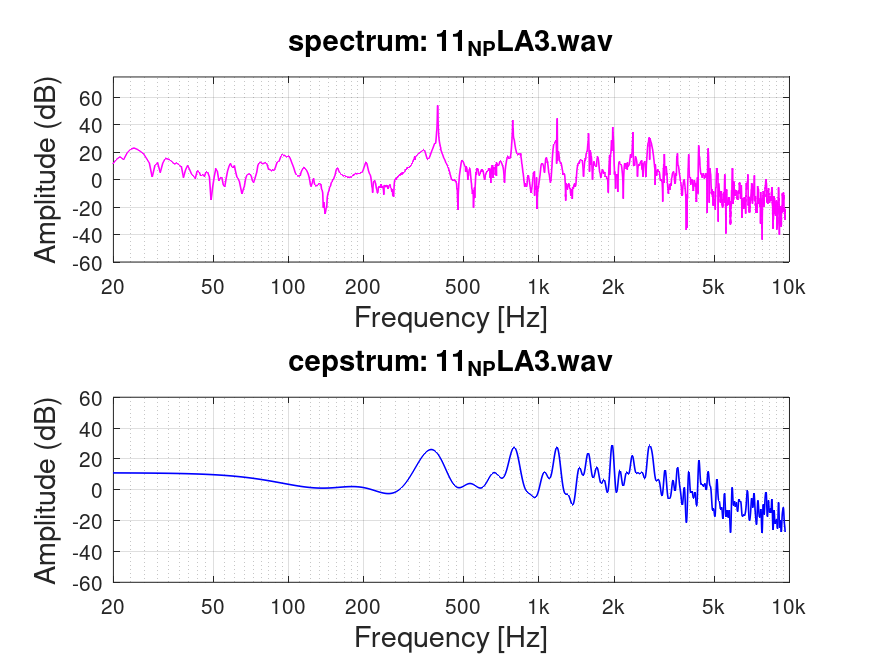 spectrum: 11NPLA3.wav
Amplitude (dB)
60
40
20
0
-20
-40
-60
20 50 100 200 500 1k 2k 5k 10k
Frequency [Hz]
cepstrum: 11NPLA3.wav
Amplitude (dB)
60
40
20
0
-20
-40
-60
20 50 100 200 500 1k 2k 5k 10k
Frequency [Hz]